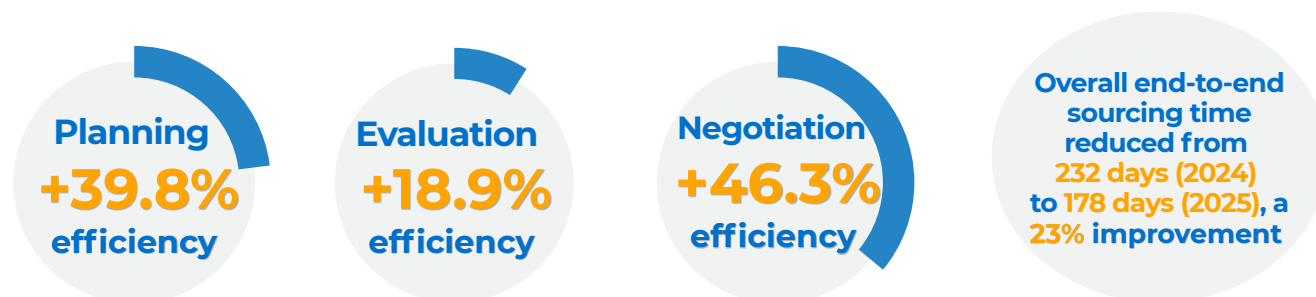 Planning
+39.8%
efficiency
Evaluation
+18.9%
efficiency
Negotiation
+46.3%
efficiency
Overall end-to-end
sourcing time
reduced from
232 days (2024)
to 178 days (2025), a
23% improvement